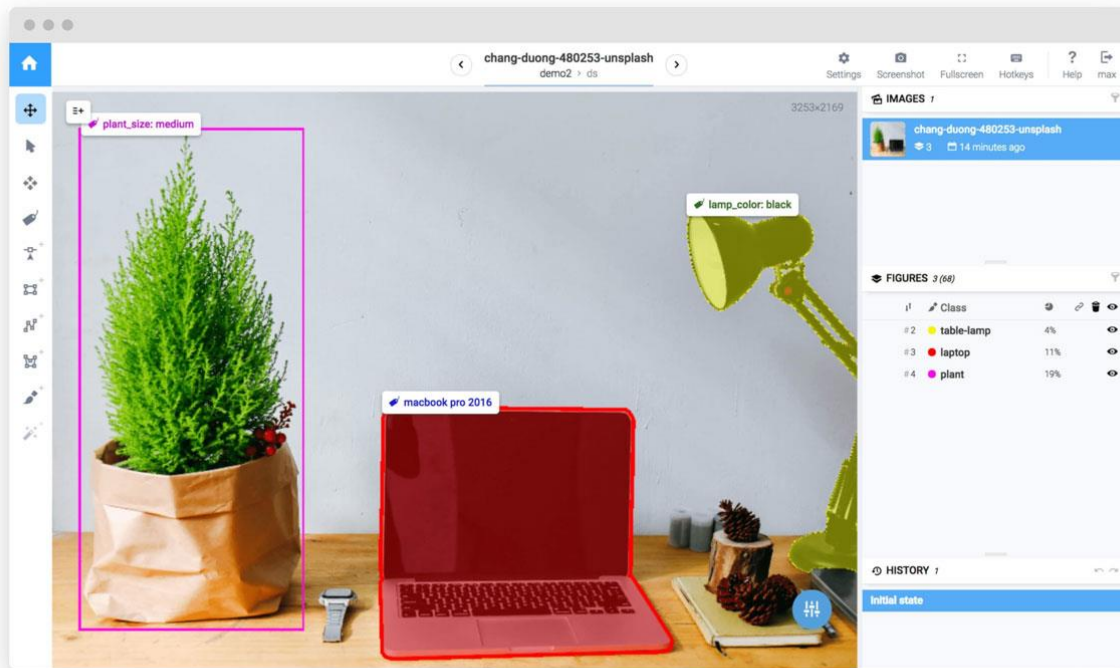 chang-duong-480253-unsplash
demo2 > ds
Settings
Screenshot
Fullscreen
Hotkeys
Help
max
plant_size: medium
3253×2169
lamp_color: black
macbook pro 2016
IMAGES 1
chang-duong-480253-unsplash
3 14 minutes ago
FIGURES 3 (68)
Class
#2 table-lamp 4%
#3 laptop 11%
#4 plant 19%
HISTORY 1
Initial state